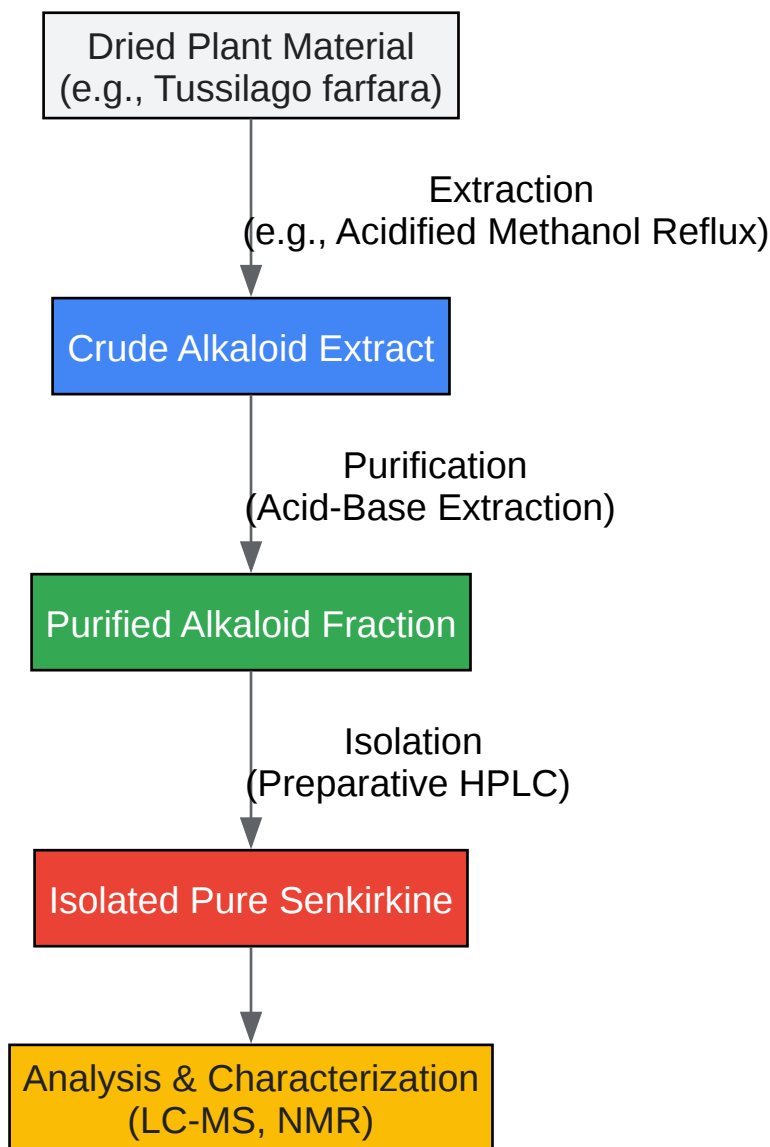 Dried Plant Material
(e.g., Tussilago farfara)
Extraction
(e.g., Acidified Methanol Reflux)
Crude Alkaloid Extract
Purification
(Acid-Base Extraction)
Purified Alkaloid Fraction
Isolation
(Preparative HPLC)
Isolated Pure Senkirkine
Analysis & Characterization
(LC-MS, NMR)